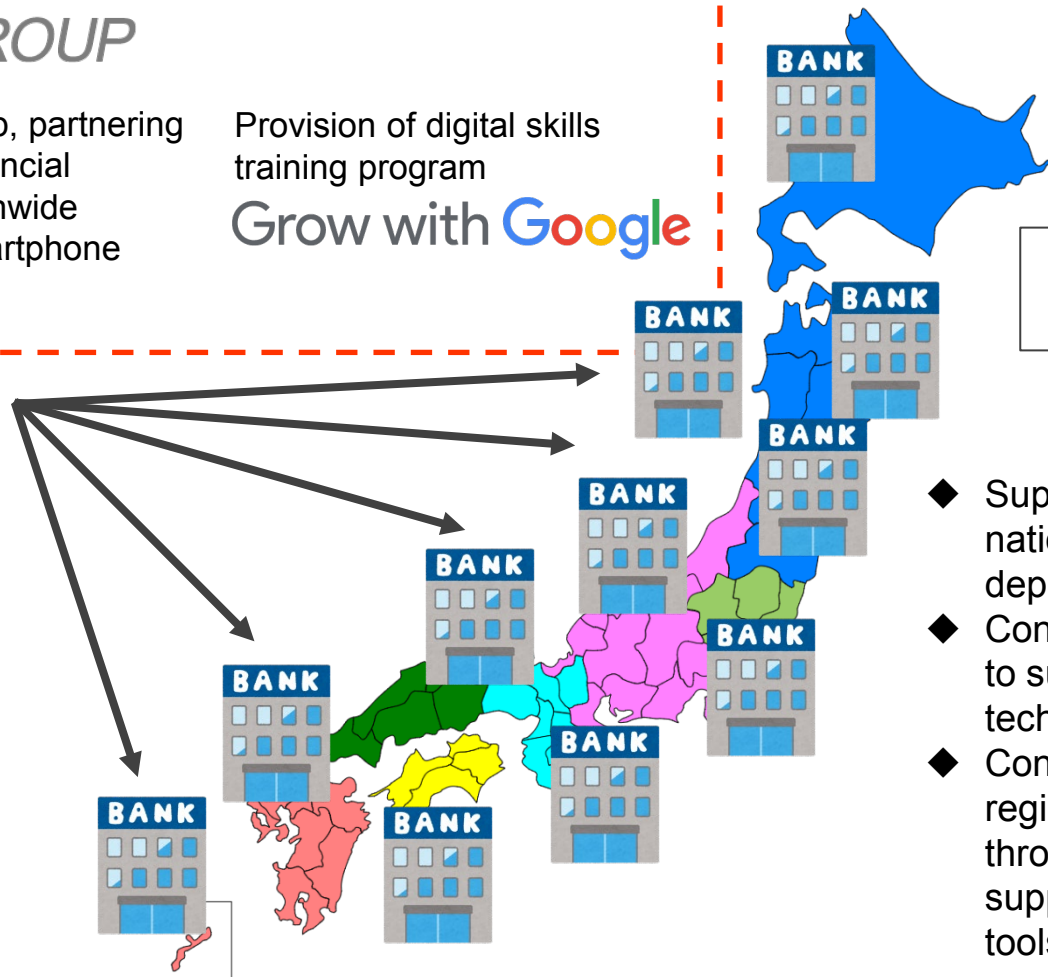 ROUP
o, partnering
ncial
nwide
artphone
Provision of digital skills
training program
Grow with Google
BANK
BANK
BANK
BANK
BANK
BANK
BANK
BANK
BANK
BANK
BANK
◆ Sup
natio
dep
◆ Con
to su
tech
◆ Con
regi
thro
supp
tools